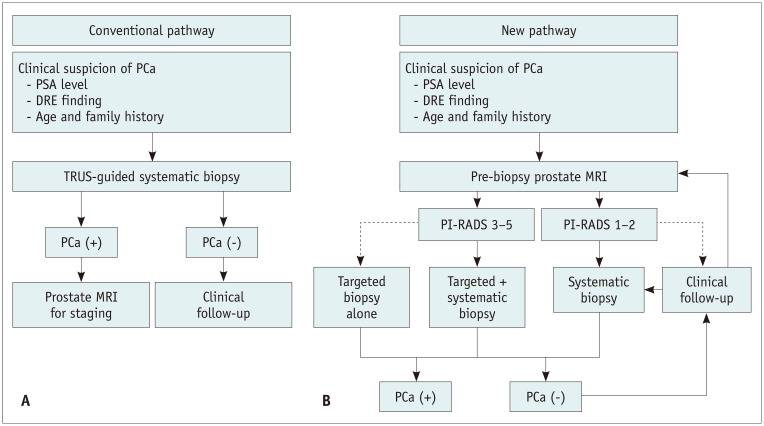 Conventional pathway
Clinical suspicion of PCa
- PSA level
- DRE finding
- Age and family history
TRUS-guided systematic biopsy
PCa (+)
PCa (-)
Prostate MRI
for staging
Clinical
follow-up
A
New pathway
Clinical suspicion of PCa
- PSA level
- DRE finding
- Age and family history
Pre-biopsy prostate MRI
PI-RADS 3–5
PI-RADS 1–2
Targeted
biopsy
alone
Targeted +
systematic
biopsy
Systematic
biopsy
Clinical
follow-up
PCa (+)
PCa (-)
B